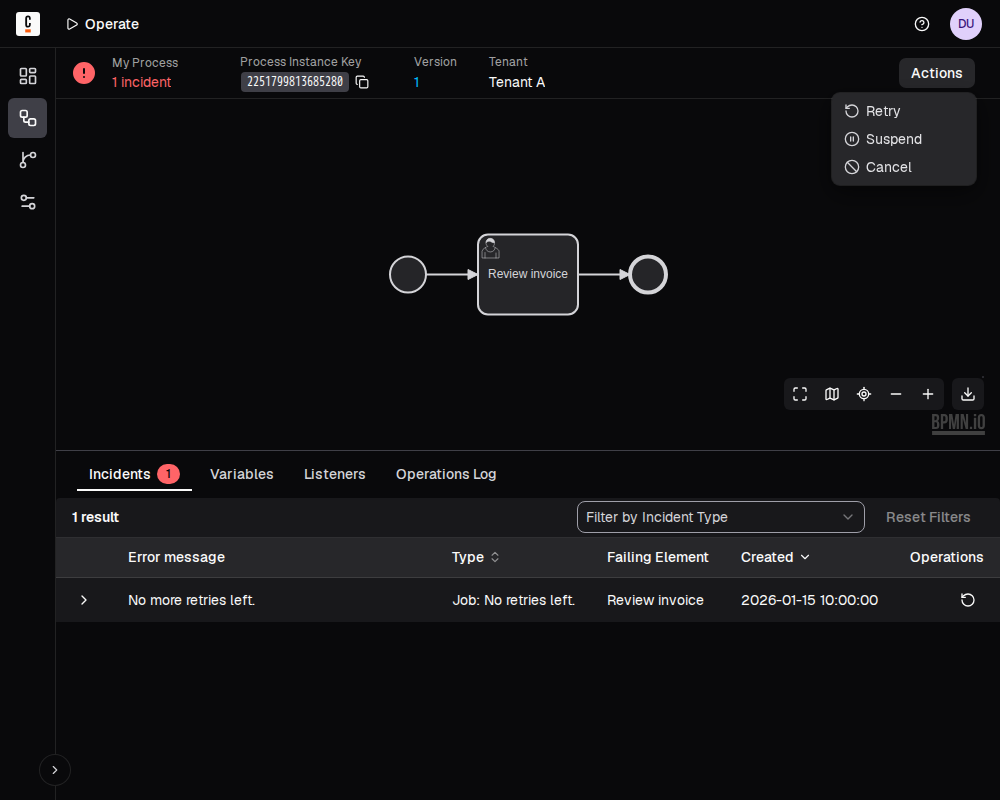 Operate
DU
My Process
1 incident
Process Instance Key
2251799813685280
Version
1
Tenant
Tenant A
Actions
Retry
Suspend
Cancel
Review invoice
BPMN.iO
Incidents 1
Variables
Listeners
Operations Log
1 result
Filter by Incident Type
Reset Filters
Error message
Type
Failing Element
Created
Operations
No more retries left.
Job: No retries left.
Review invoice
2026-01-15 10:00:00